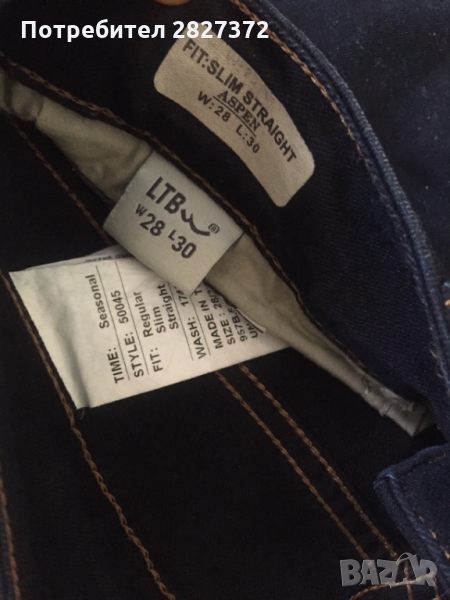 Потребител 2827372
FIT:SLIM STRAIGHT
ASPEN
W:28 L:30
LTB
W28 L30
TIME: Seasonal
STYLE: 50045
FIT: Regular
Slim
Straight
WASH:
MADE IN
SIZE :
BAZAR